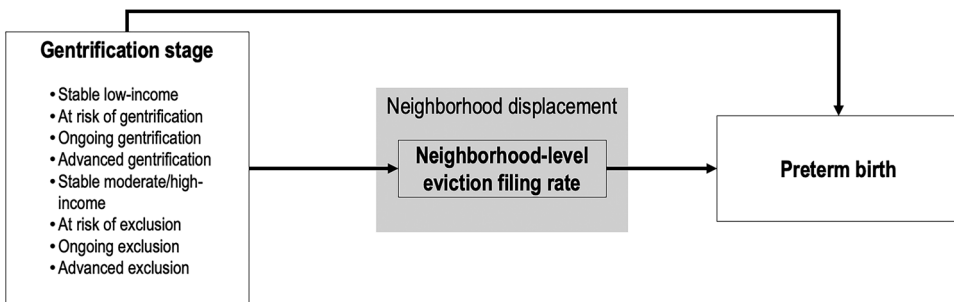 Gentrification stage
• Stable low-income
• At risk of gentrification
• Ongoing gentrification
• Advanced gentrification
• Stable moderate/high-
income
• At risk of exclusion
• Ongoing exclusion
• Advanced exclusion
Neighborhood displacement
Neighborhood-level
eviction filing rate
Preterm birth